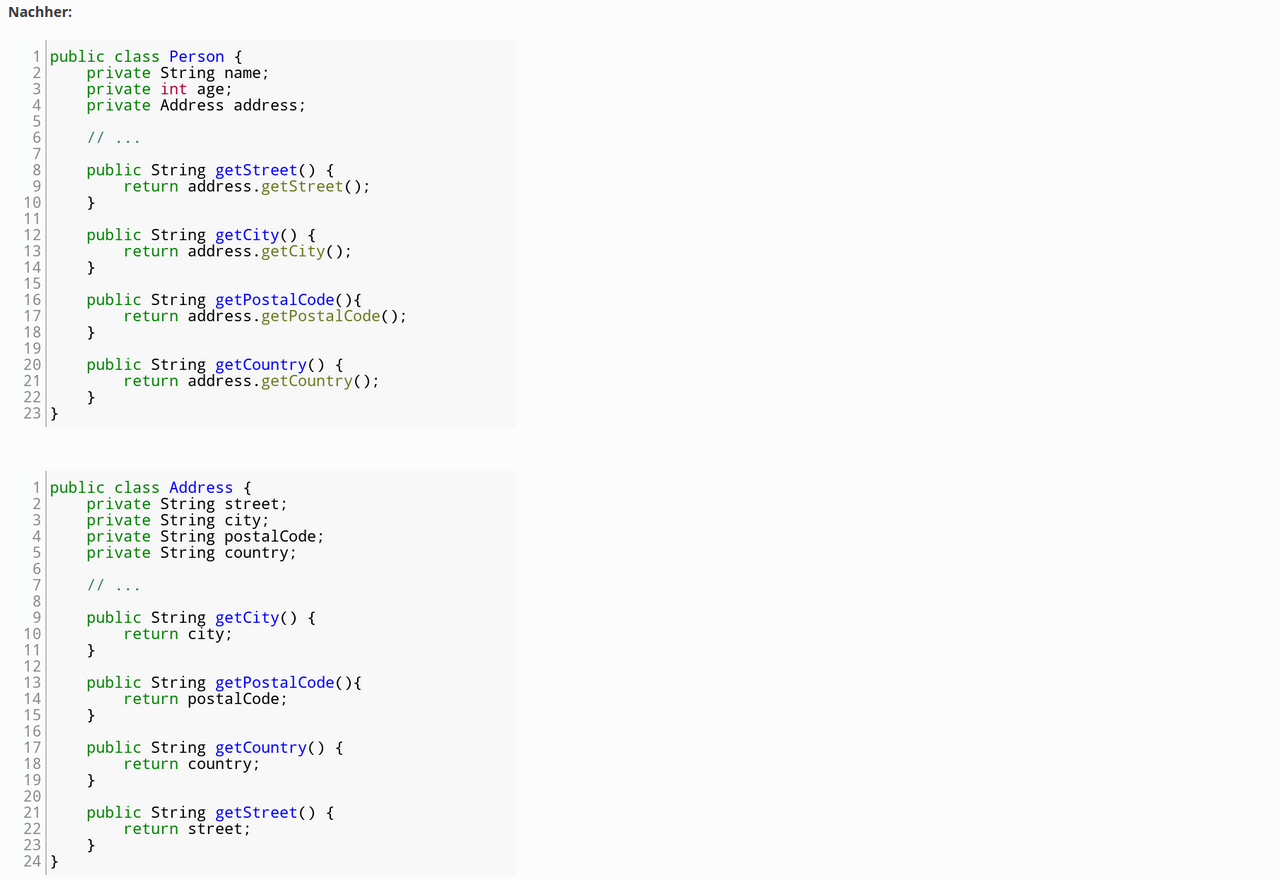 Nachher:
1 public class Person {
2     private String name;
3     private int age;
4     private Address address;
5
6     // ...
7
8     public String getStreet() {
9         return address.getStreet();
10     }
11
12     public String getCity() {
13         return address.getCity();
14     }
15
16     public String getPostalCode(){
17         return address.getPostalCode();
18     }
19
20     public String getCountry() {
21         return address.getCountry();
22     }
23 }
1 public class Address {
2     private String street;
3     private String city;
4     private String postalCode;
5     private String country;
6
7     // ...
8
9     public String getCity() {
10         return city;
11     }
12
13     public String getPostalCode(){
14         return postalCode;
15     }
16
17     public String getCountry() {
18         return country;
19     }
20
21     public String getStreet() {
22         return street;
23     }
24 }